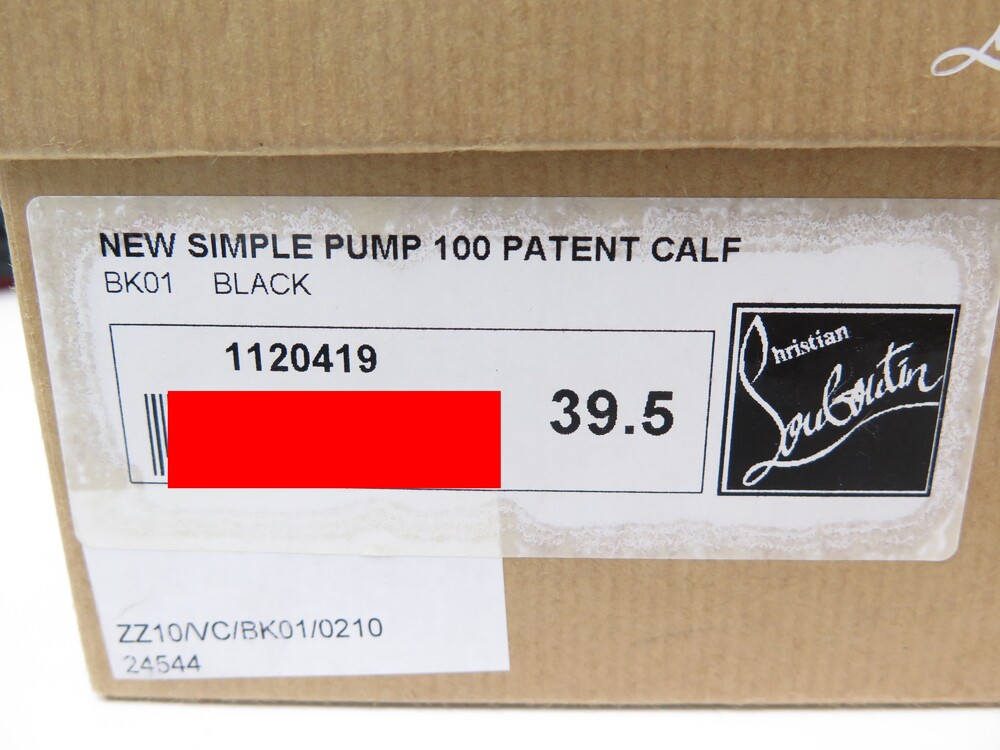 NEW SIMPLE PUMP 100 PATENT CALF
BK01 BLACK
1120419
39.5
Christian
Louboutin
ZZ10/VC/BK01/0210
24544